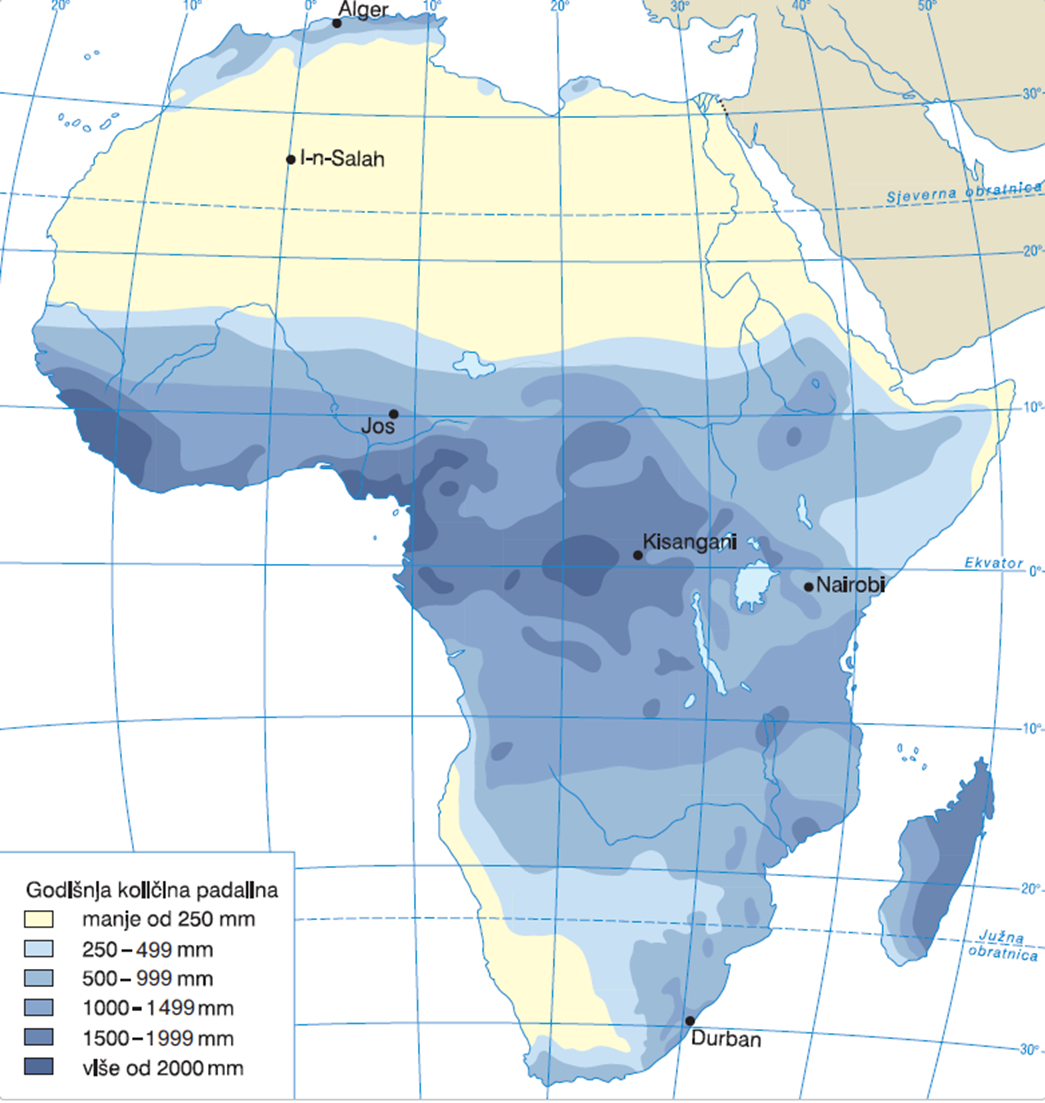 20° 10° 0° 10° 20° 30° 40° 50°
Alger
30°
I-n-Salah
Sjeverna obratnica
20°
10°
Jos
Kisangani
Ekvator
0°
Nairobi
10°
20°
Južna
obratnica
Durban
30°
Godišnja količina padalina
manje od 250 mm
250–499 mm
500–999 mm
1000–1499 mm
1500–1999 mm
više od 2000 mm